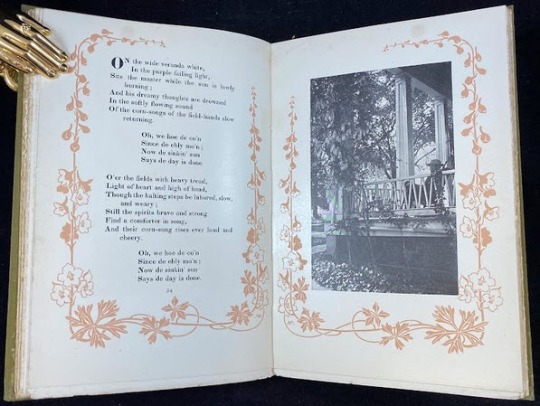 ON the wide veranda white,
In the purple failing light,
Sits the master while the sun is lowly
burning;
And his dreamy thoughts are drowned
In the softly flowing sound
Of the corn-songs of the field-hands slow
returning.
Oh, we hoe de co'n
Since de ehly mo'n;
Now de sinkin' sun
Says de day is done.
O'er the fields with heavy tread,
Light of heart and high of head,
Though the halting steps be labored, slow,
and weary;
Still the spirits brave and strong
Find a comforter in song,
And their corn-song rises ever loud and
cheery.
Oh, we hoe de co'n
Since de ehly mo'n;
Now de sinkin' sun
Says de day is done.